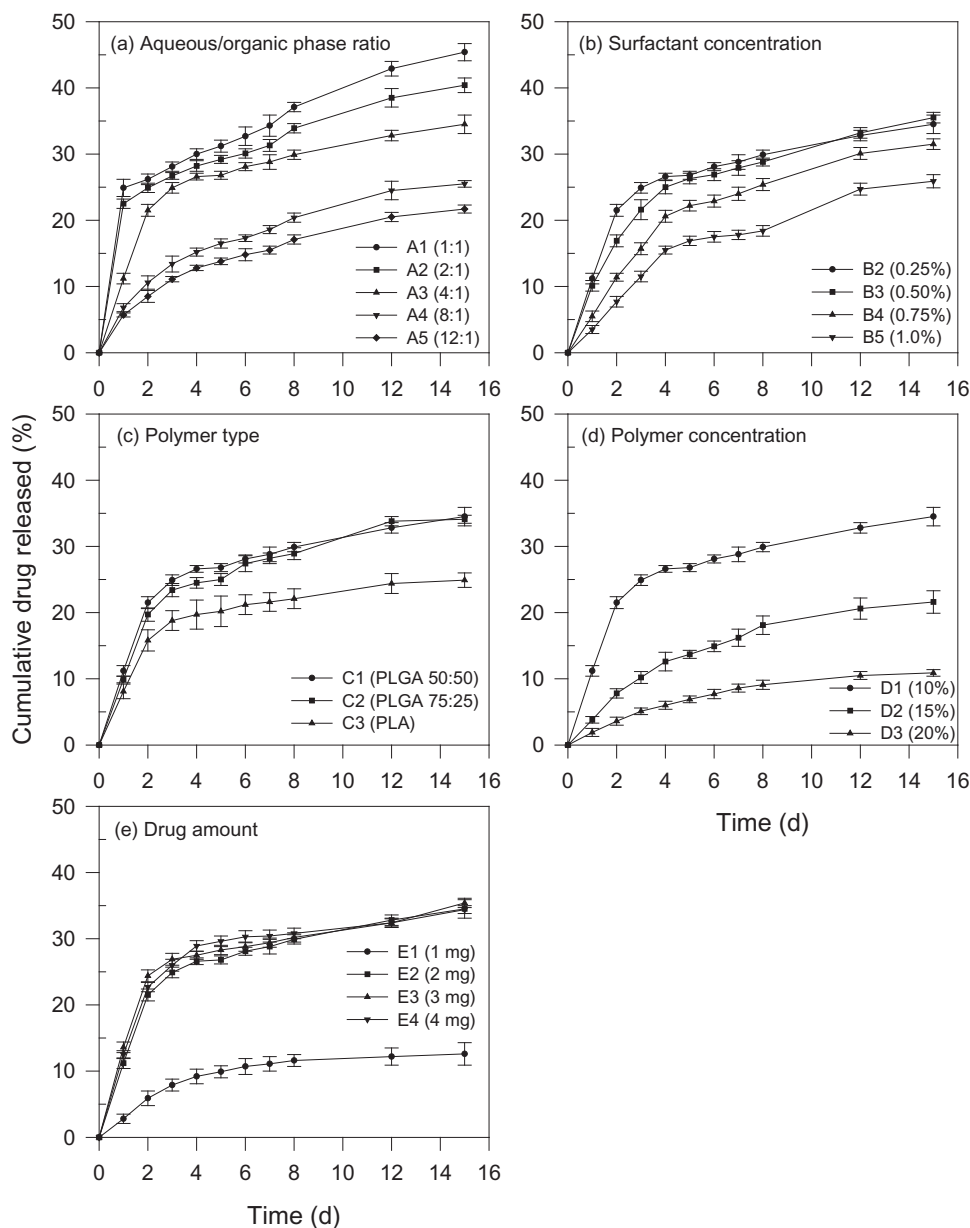 Cumulative drug released (%)
(a) Aqueous/organic phase ratio
50
40
30
20
10
0
A1 (1:1)
A2 (2:1)
A3 (4:1)
A4 (8:1)
A5 (12:1)
0 2 4 6 8 10 12 14 16
(b) Surfactant concentration
50
40
30
20
10
0
B2 (0.25%)
B3 (0.50%)
B4 (0.75%)
B5 (1.0%)
0 2 4 6 8 10 12 14 16
(c) Polymer type
50
40
30
20
10
0
C1 (PLGA 50:50)
C2 (PLGA 75:25)
C3 (PLA)
0 2 4 6 8 10 12 14 16
(d) Polymer concentration
50
40
30
20
10
0
D1 (10%)
D2 (15%)
D3 (20%)
0 2 4 6 8 10 12 14 16
Time (d)
(e) Drug amount
50
40
30
20
10
0
E1 (1 mg)
E2 (2 mg)
E3 (3 mg)
E4 (4 mg)
0 2 4 6 8 10 12 14 16
Time (d)